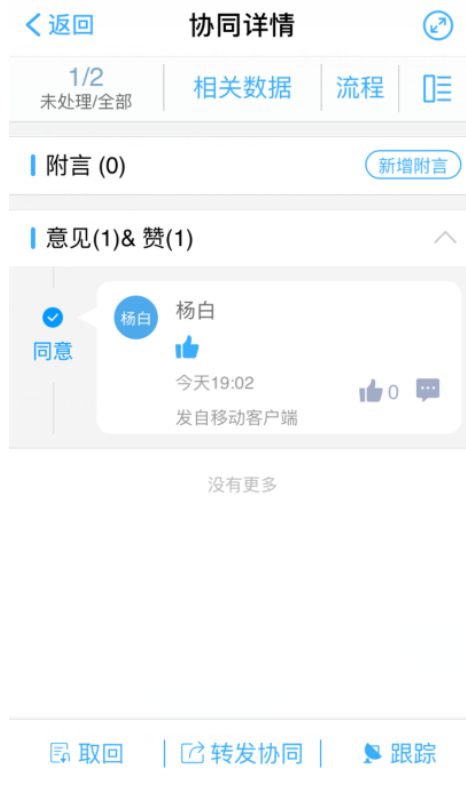 返回
协同详情
1/2
未处理/全部
相关数据
流程
附言 (0)
新增附言
意见(1)& 赞(1)
同意
杨白
杨白
今天19:02
0
发自移动客户端
没有更多
取回
转发协同
跟踪